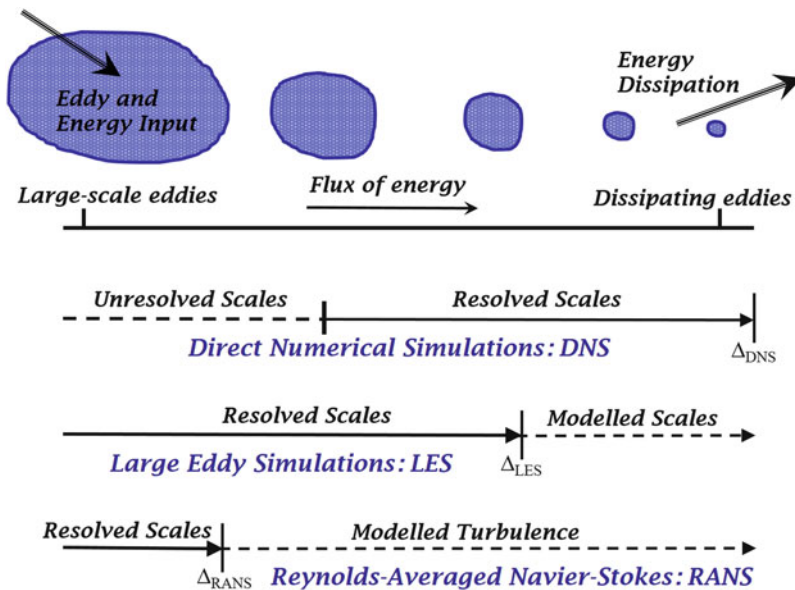 Eddy and
Energy Input
Energy
Dissipation
Large-scale eddies
Flux of energy
Dissipating eddies
Unresolved Scales
Resolved Scales
Direct Numerical Simulations: DNS
ΔDNS
Resolved Scales
Modelled Scales
Large Eddy Simulations: LES
ΔLES
Resolved Scales
Modelled Turbulence
ΔRANS
Reynolds-Averaged Navier-Stokes: RANS